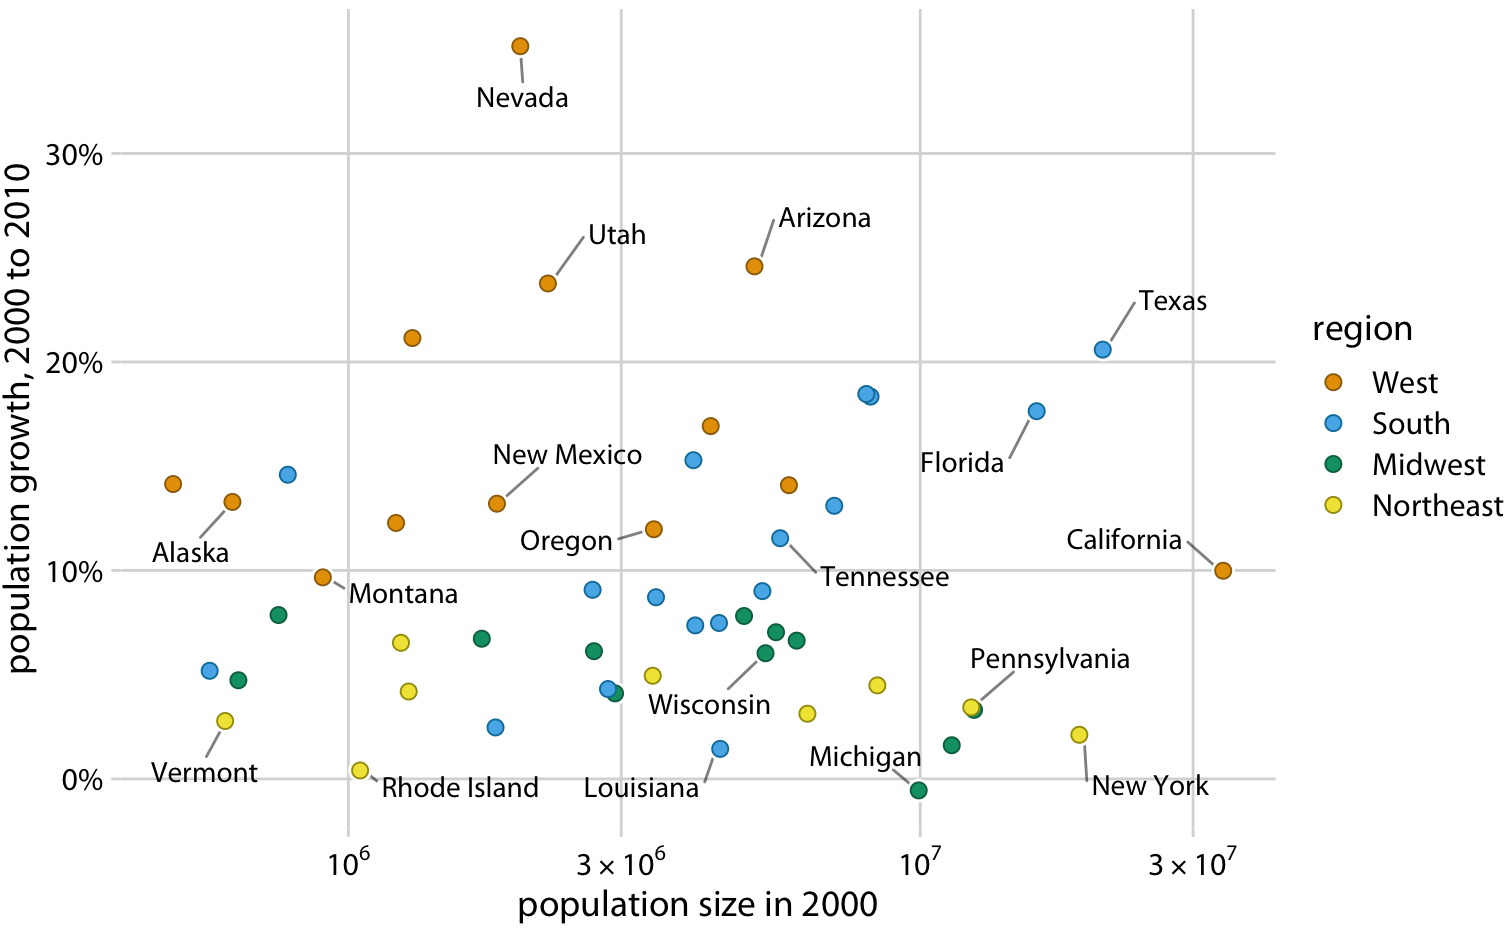 Nevada
30%
Arizona
Utah
Texas
20%
New Mexico
Florida
Alaska
Oregon
California
10%
Tennessee
Montana
Pennsylvania
Wisconsin
Vermont
Michigan
0%
Rhode Island
Louisiana
New York
population growth, 2000 to 2010
10⁶
3 × 10⁶
10⁷
3 × 10⁷
population size in 2000
region
West
South
Midwest
Northeast